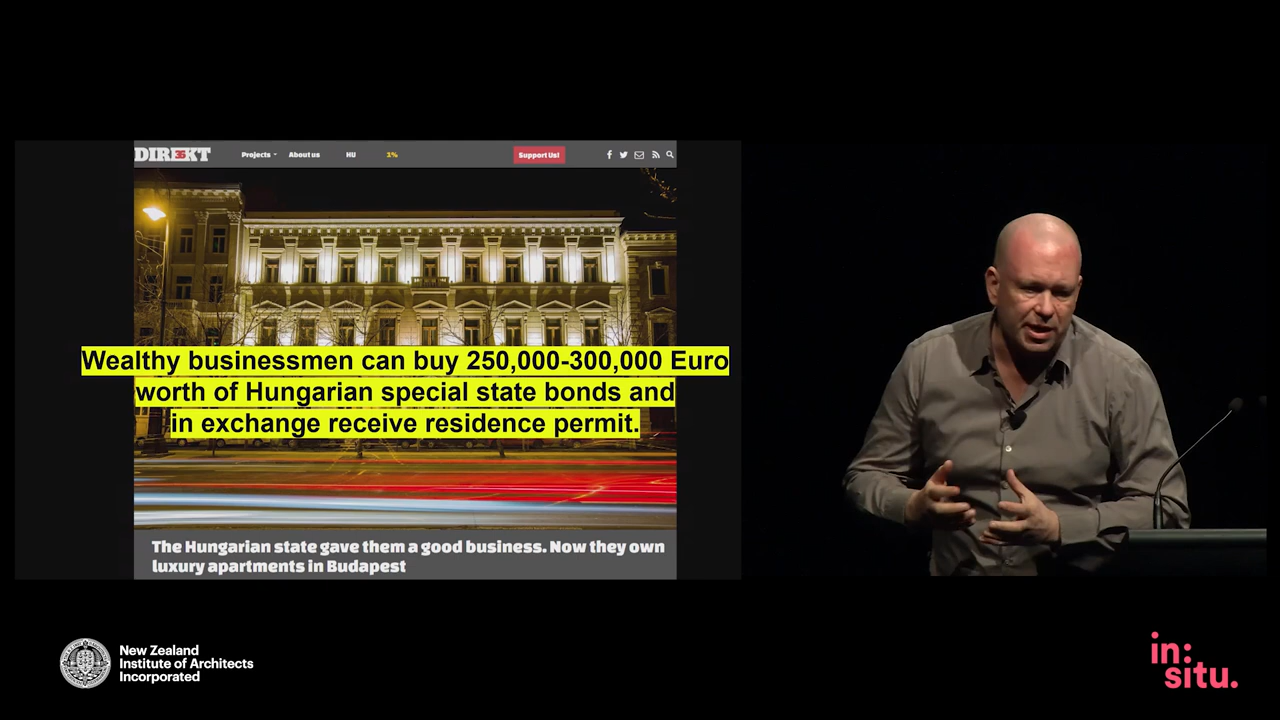 DIREKT
36
Projects
About us
HU
1%
Support Us!
Wealthy businessmen can buy 250,000-300,000 Euro
worth of Hungarian special state bonds and
in exchange receive residence permit.
The Hungarian state gave them a good business. Now they own
luxury apartments in Budapest
New Zealand
Institute of Architects
Incorporated
in:
situ.